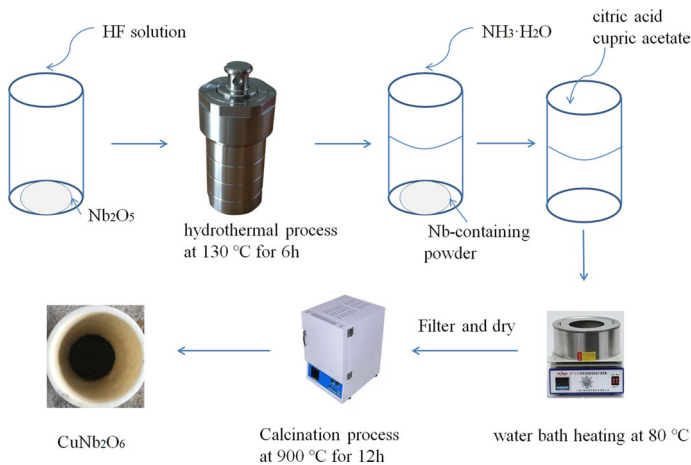 HF solution
NH₃·H₂O
citric acid
cupric acetate
Nb₂O₅
hydrothermal process
at 130 °C for 6h
Nb-containing
powder
Filter and dry
CuNb₂O₆
Calcination process
at 900 °C for 12h
water bath heating at 80 °C